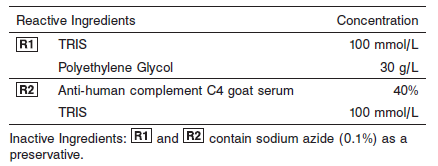 Reactive Ingredients Concentration
R1 TRIS 100 mmol/L
Polyethylene Glycol 30 g/L
R2 Anti-human complement C4 goat serum 40%
TRIS 100 mmol/L
Inactive Ingredients: R1 and R2 contain sodium azide (0.1%) as a
preservative.